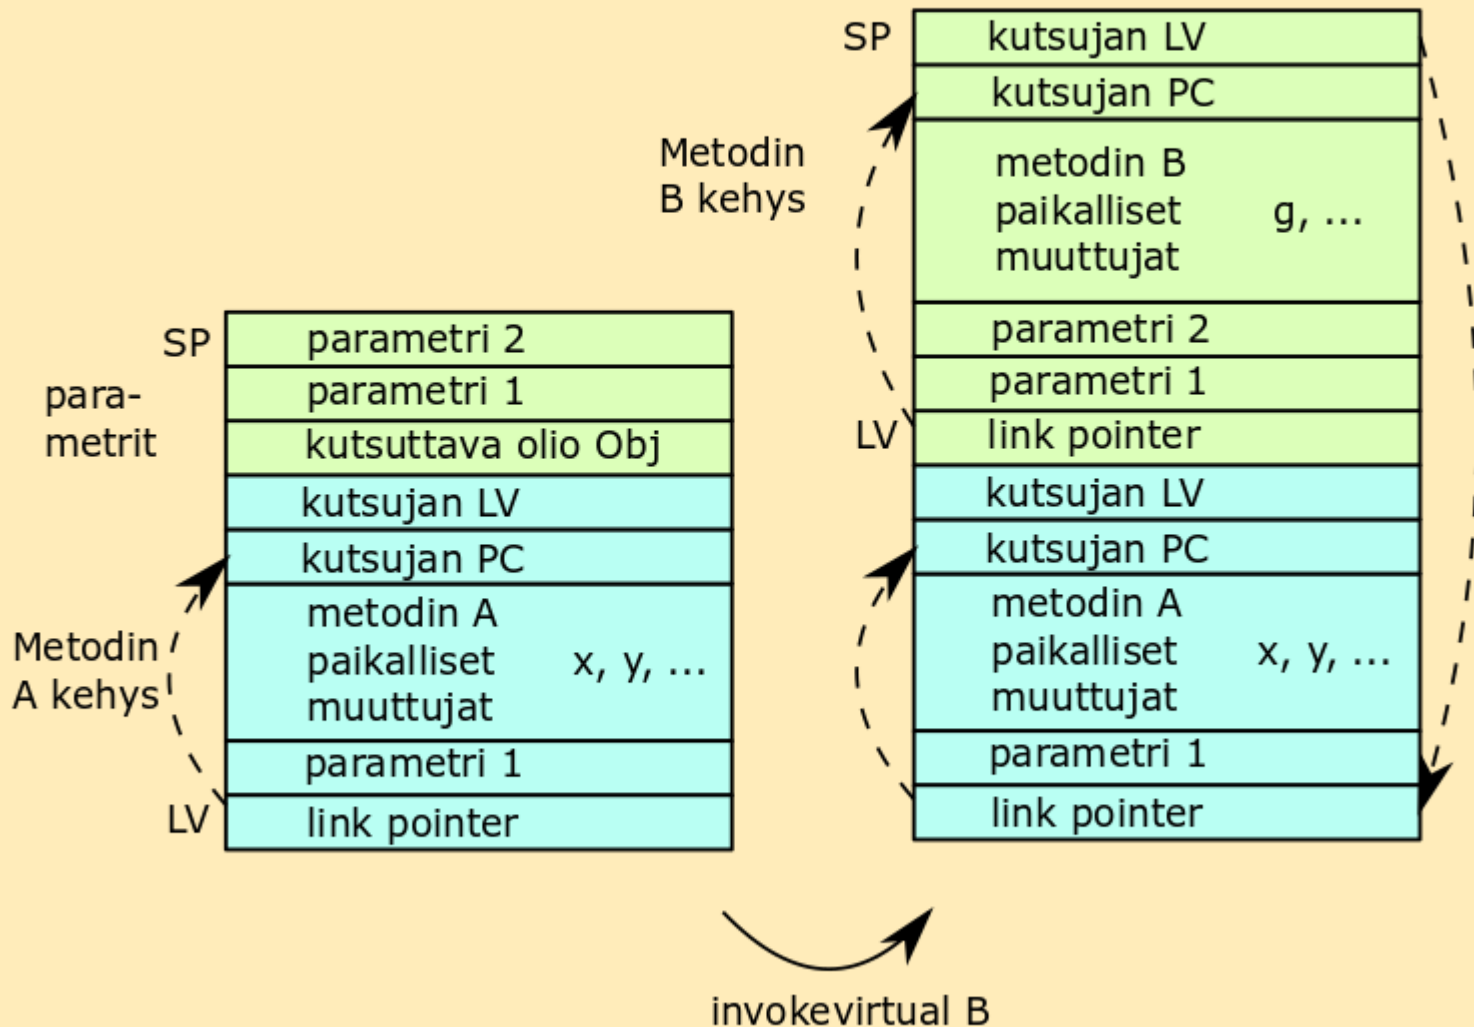 SP
parametri 2
para-
metrit
parametri 1
kutsuttava olio Obj
kutsujan LV
kutsujan PC
Metodin
A kehys
metodin A
paikalliset x, y, ...
muuttujat
parametri 1
LV
link pointer
SP
kutsujan LV
kutsujan PC
Metodin
B kehys
metodin B
paikalliset g, ...
muuttujat
parametri 2
parametri 1
LV
link pointer
kutsujan LV
kutsujan PC
metodin A
paikalliset x, y, ...
muuttujat
parametri 1
link pointer
invokevirtual B